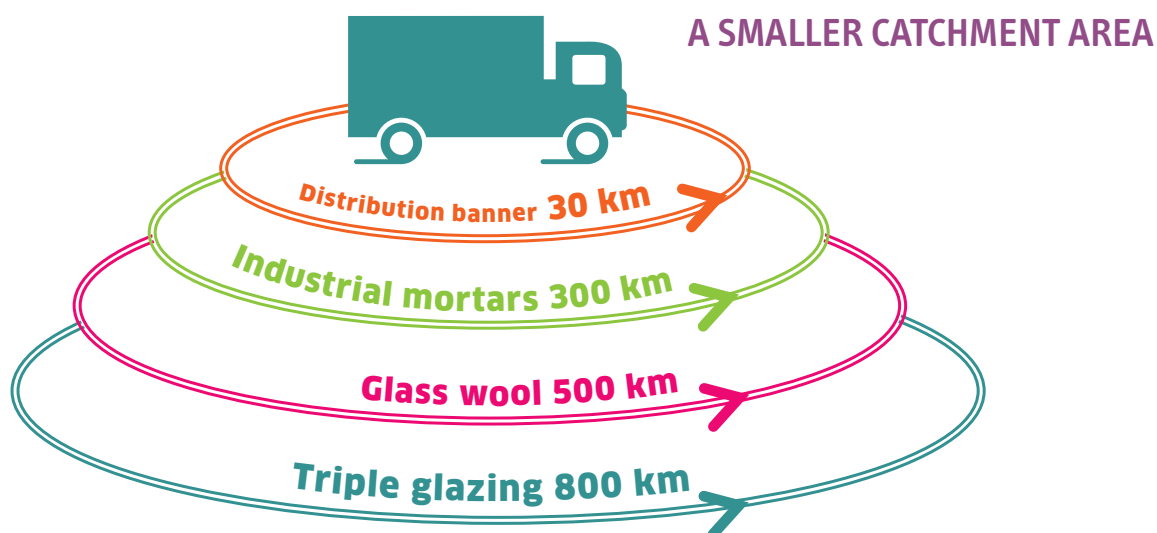 A SMALLER CATCHMENT AREA
Distribution banner 30 km
Industrial mortars 300 km
Glass wool 500 km
Triple glazing 800 km